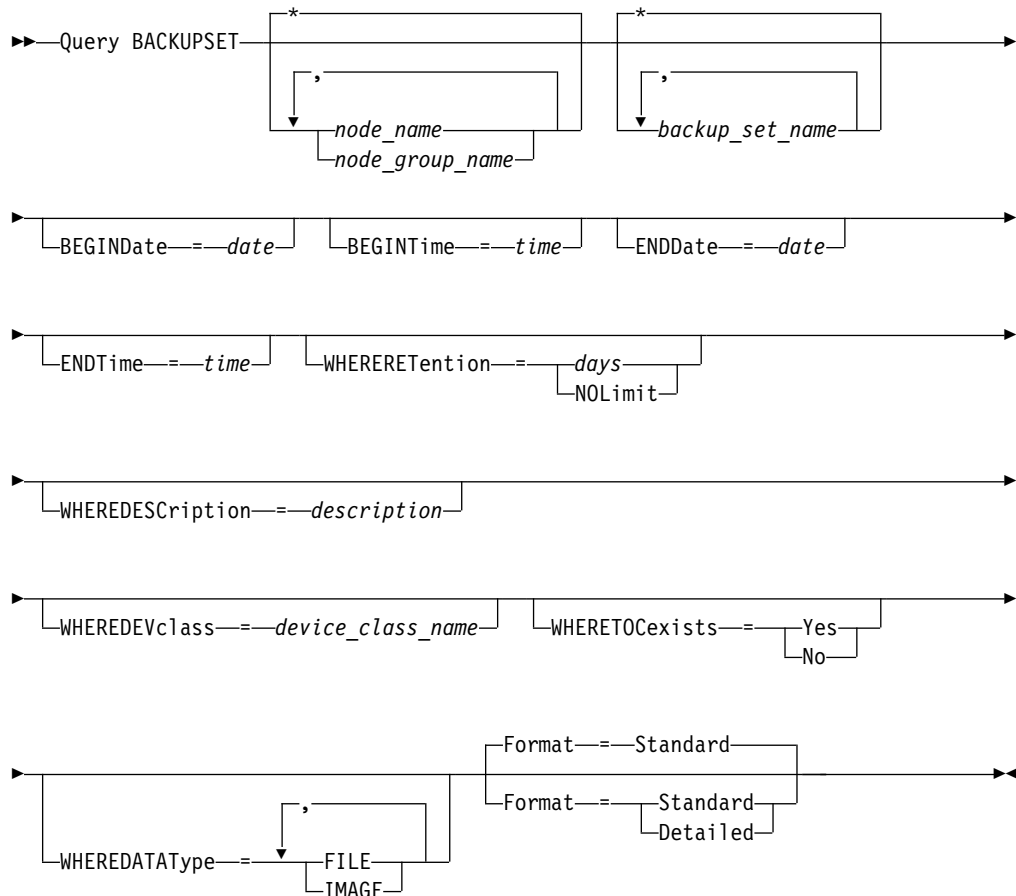 *
*
Query BACKUPSET
,
,
node_name
backup_set_name
node_group_name
BEGINDate = date
BEGINTime = time
ENDDate = date
ENDTime = time
WHERERETention = days
NOLimit
WHEREDESCription = description
WHEREDEVclass = device_class_name
WHERETOCexists = Yes
No
Format = Standard
,
Format = Standard
Detailed
WHEREDATAType = FILE
IMAGE